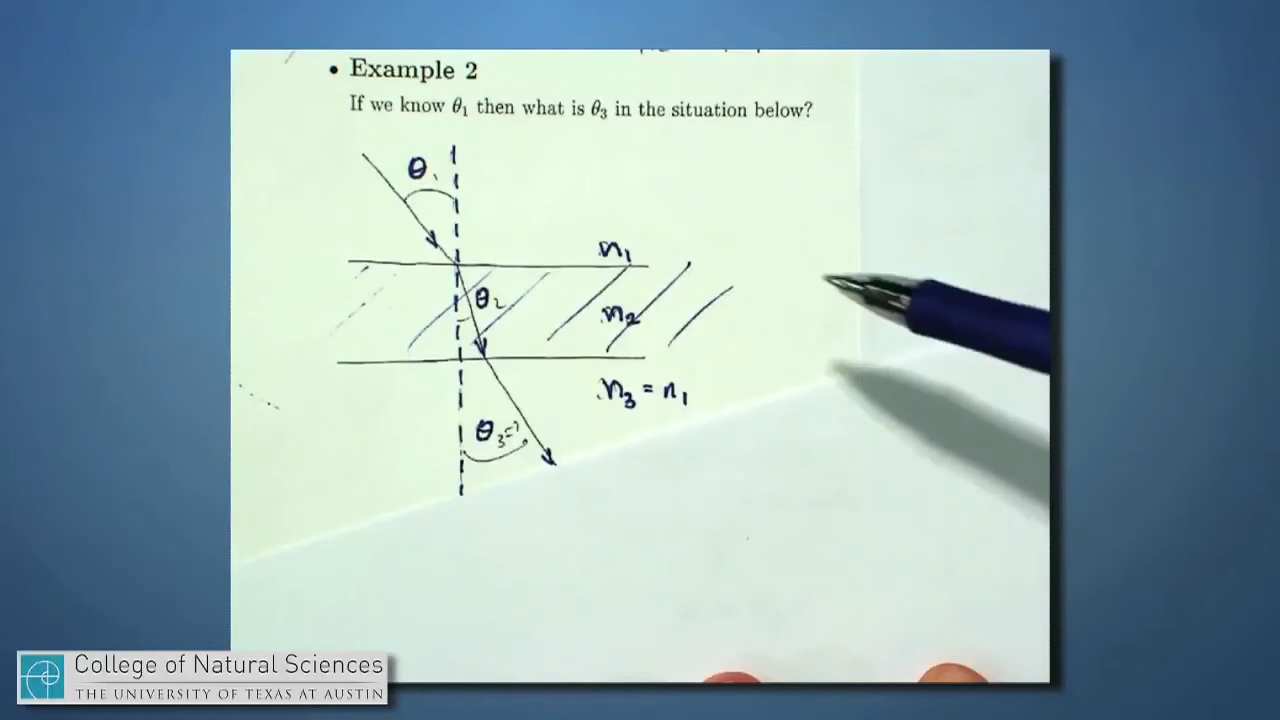 • Example 2
If we know θ₁ then what is θ₃ in the situation below?
θ₁
n₁
θ₂
n₂
n₃ = n₁
θ₃=?
College of Natural Sciences
THE UNIVERSITY OF TEXAS AT AUSTIN